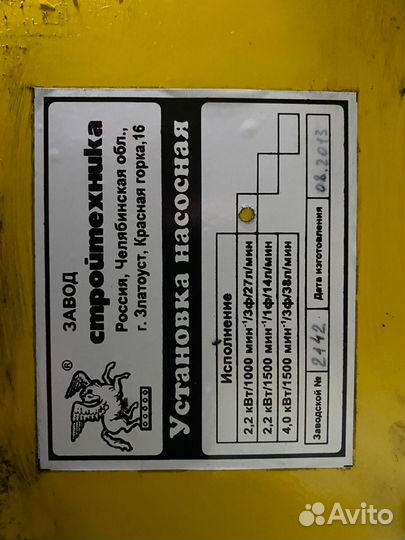 ЗАВОД
стройтехника
Россия, Челябинская обл.,
г. Златоуст, Красная горка,16
®
Установка насосная
Исполнение
2,2 кВт/1000 мин⁻¹/3ф/27л/мин
2,2 кВт/1500 мин⁻¹/1ф/14л/мин
4,0 кВт/1500 мин⁻¹/3ф/38л/мин
Заводской № 2142 Дата изготовления 08.2013
Avito